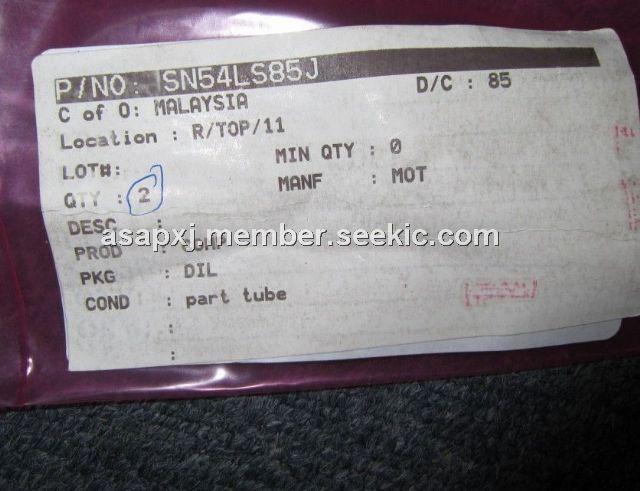 P/NO: SN54LS85J
D/C : 85
C of O: MALAYSIA
Location : R/TOP/11
LOT#:
MIN QTY : 0
QTY : 2
MANF : MOT
DESC :
asapxj.member.seekic.com
PROD :
PKG : DIL
COND : part tube
:
: